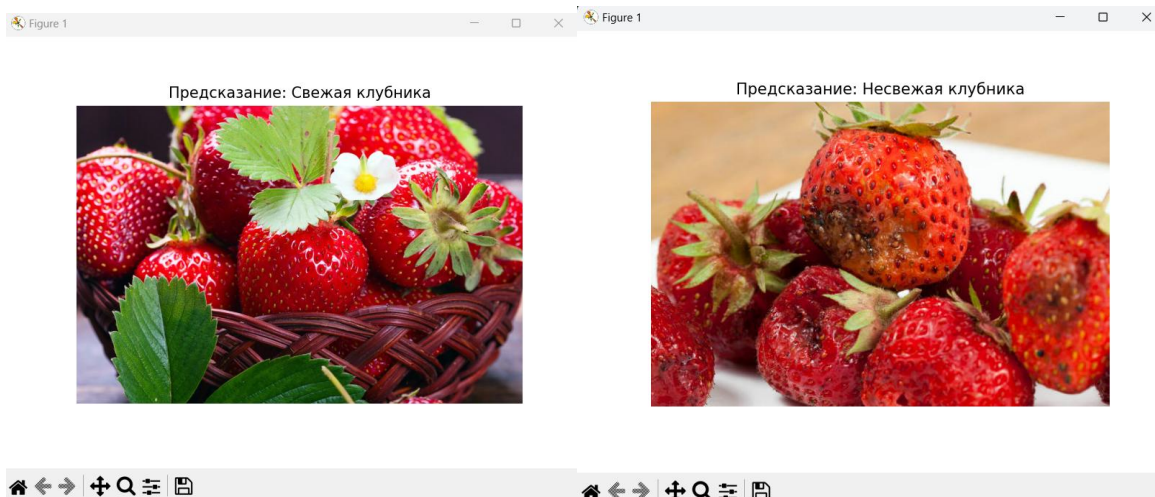 Figure 1
Предсказание: Свежая клубника
Figure 1
Предсказание: Несвежая клубника